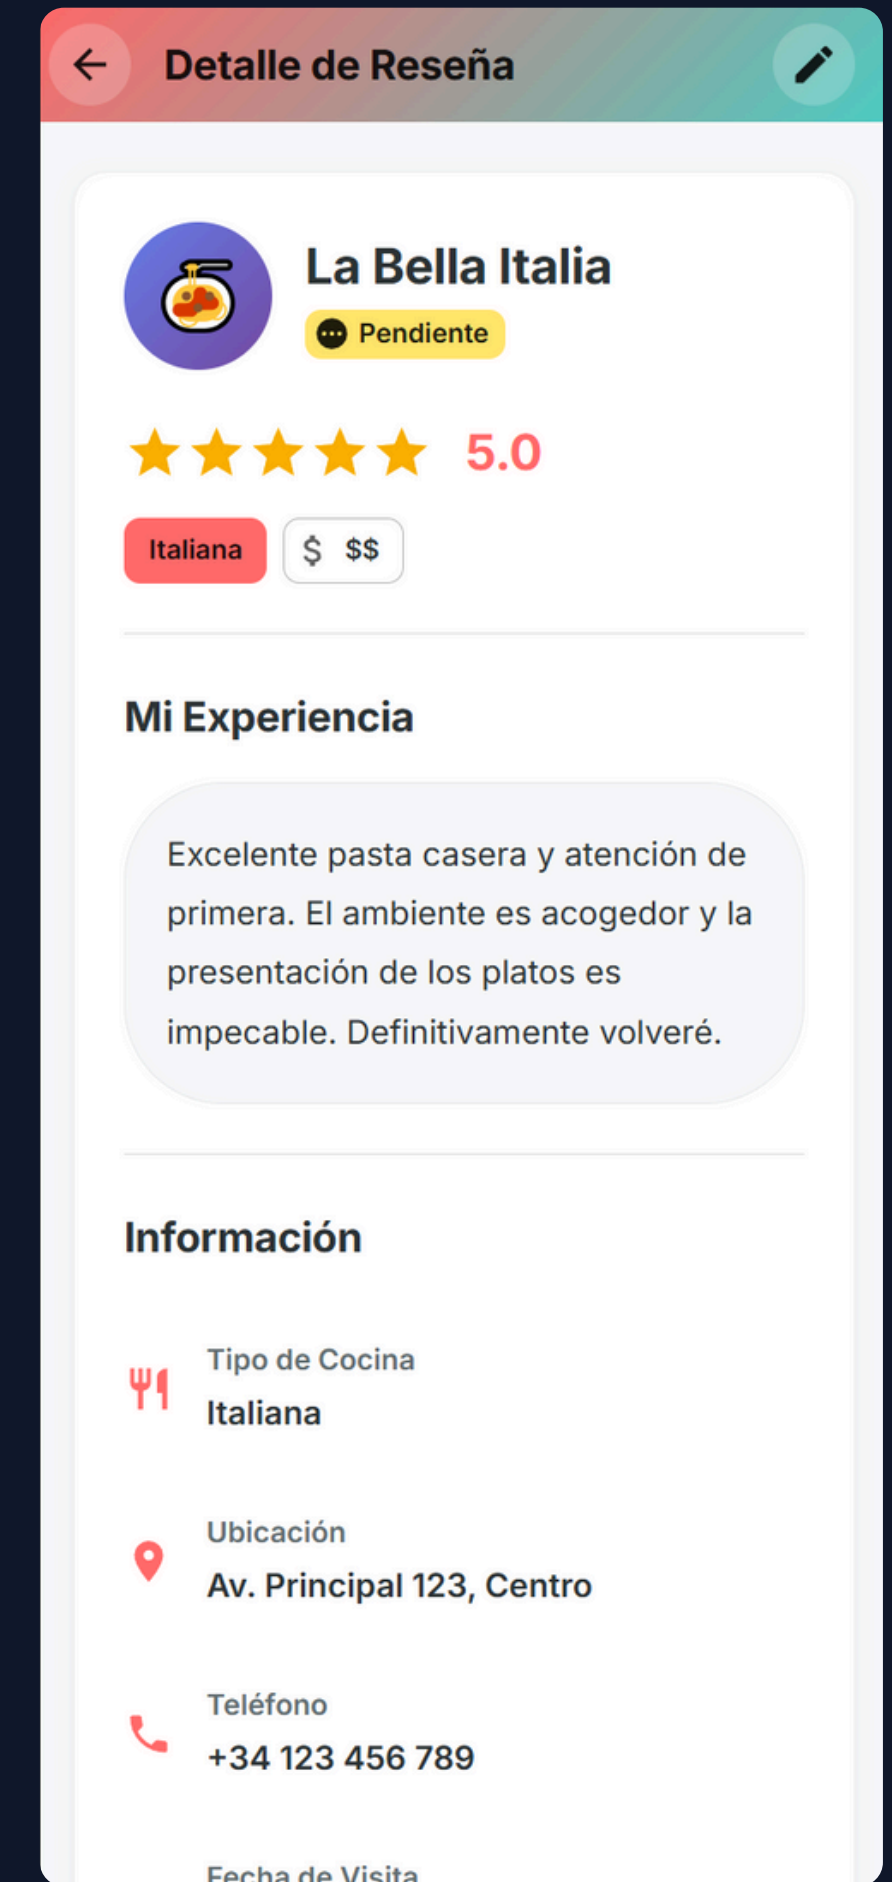 Detalle de Reseña
La Bella Italia
Pendiente
5.0
Italiana
$ $$
Mi Experiencia
Excelente pasta casera y atención de
primera. El ambiente es acogedor y la
presentación de los platos es
impecable. Definitivamente volveré.
Información
Tipo de Cocina
Italiana
Ubicación
Av. Principal 123, Centro
Teléfono
+34 123 456 789
Fecha de Visita